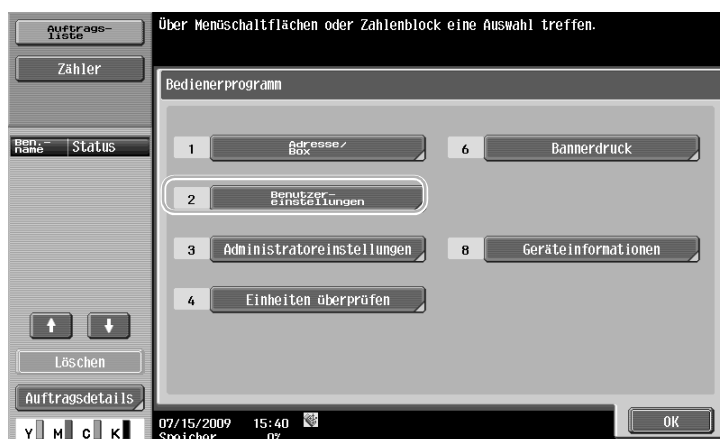 Auftrags-
liste
Zähler
Ben.-
name
Status
Löschen
Auftragsdetails
Y M C K
Über Menüschaltflächen oder Zahlenblock eine Auswahl treffen.
Bedienerprogramm
1 Adresse/
Box
2 Benutzer-
einstellungen
3 Administratoreinstellungen
4 Einheiten überprüfen
6 Bannerdruck
8 Geräteinformationen
07/15/2009 15:40
Speicher 0%
OK